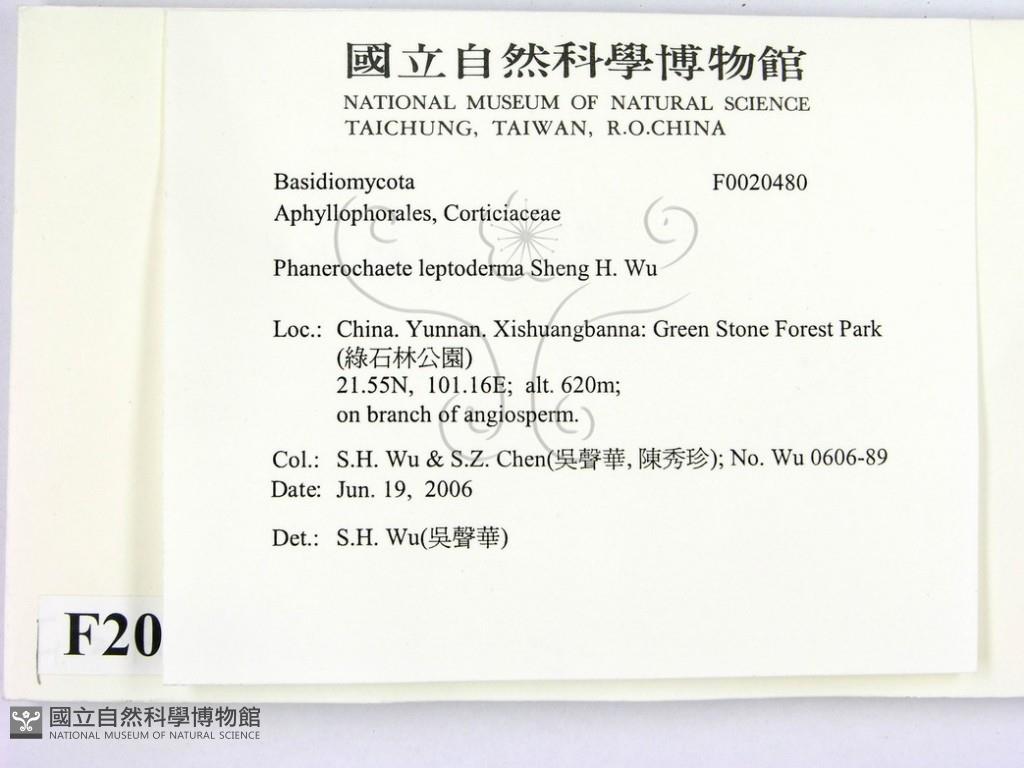 國立自然科學博物館
NATIONAL MUSEUM OF NATURAL SCIENCE
TAICHUNG, TAIWAN, R.O.CHINA
Basidiomycota F0020480
Aphyllophorales, Corticiaceae
Phanerochaete leptoderma Sheng H. Wu
Loc.: China. Yunnan. Xishuangbanna: Green Stone Forest Park
(綠石林公園)
21.55N, 101.16E; alt. 620m;
on branch of angiosperm.
Col.: S.H. Wu & S.Z. Chen(吳聲華, 陳秀珍); No. Wu 0606-89
Date: Jun. 19, 2006
Det.: S.H. Wu(吳聲華)
F20
國立自然科學博物館
NATIONAL MUSEUM OF NATURAL SCIENCE